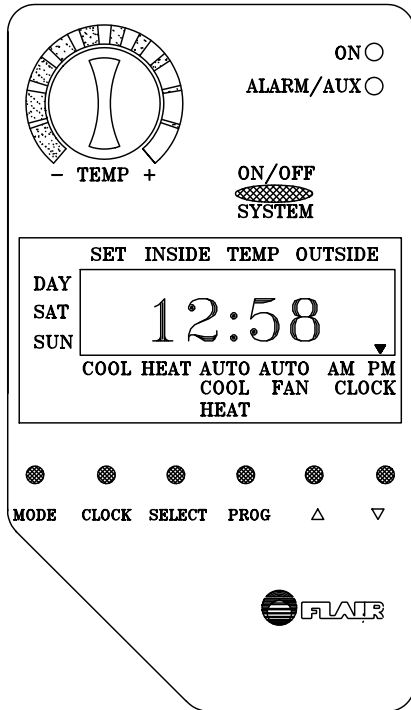 ON
ALARM/AUX
- TEMP +
ON/OFF
SYSTEM
SET INSIDE TEMP OUTSIDE
DAY
SAT
SUN
12:58
COOL HEAT AUTO AUTO AM PM
COOL FAN CLOCK
HEAT
MODE CLOCK SELECT PROG △ ▽
FLAIR